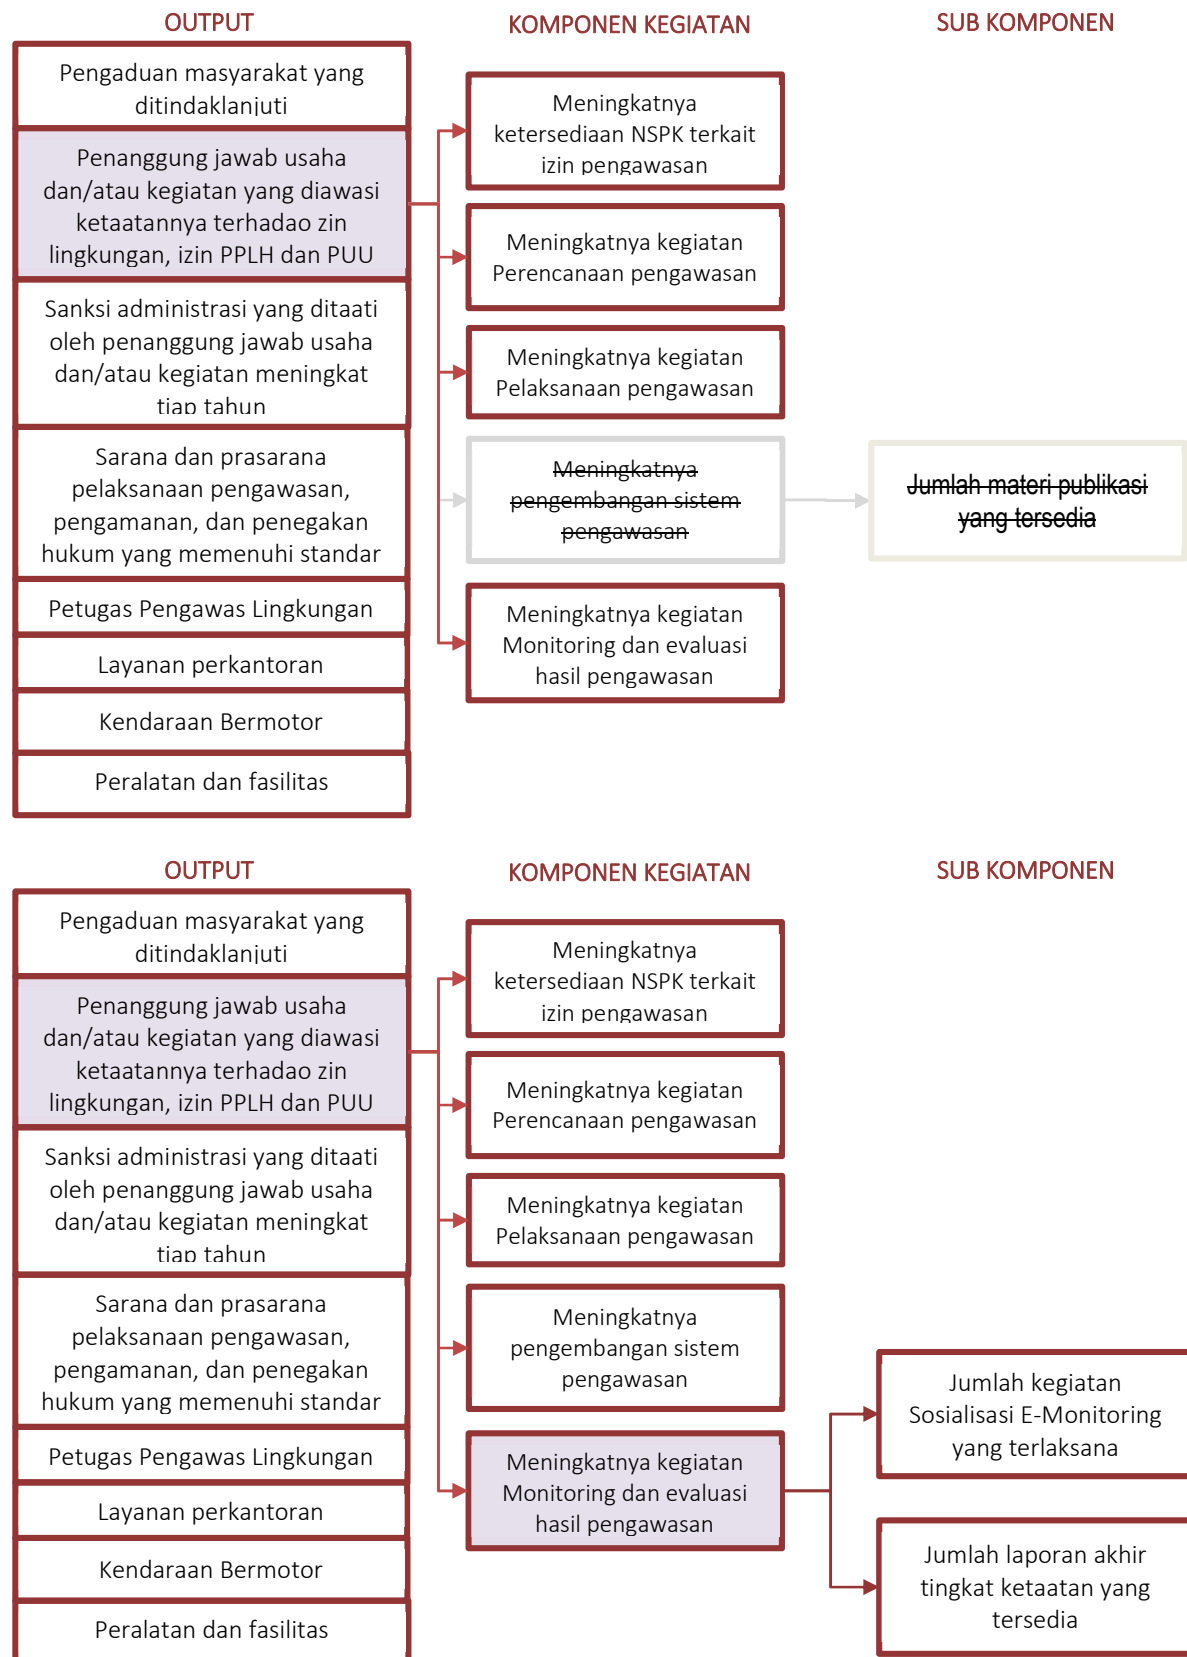 OUTPUT
KOMPONEN KEGIATAN
SUB KOMPONEN
Pengaduan masyarakat yang
ditindaklanjuti
Penanggung jawab usaha
dan/atau kegiatan yang diawasi
ketaatannya terhadao zin
lingkungan, izin PPLH dan PUU
Sanksi administrasi yang ditaati
oleh penanggung jawab usaha
dan/atau kegiatan meningkat
tiap tahun
Sarana dan prasarana
pelaksanaan pengawasan,
pengamanan, dan penegakan
hukum yang memenuhi standar
Petugas Pengawas Lingkungan
Layanan perkantoran
Kendaraan Bermotor
Peralatan dan fasilitas
Meningkatnya
ketersediaan NSPK terkait
izin pengawasan
Meningkatnya kegiatan
Perencanaan pengawasan
Meningkatnya kegiatan
Pelaksanaan pengawasan
Meningkatnya
pengembangan sistem
pengawasan
Meningkatnya kegiatan
Monitoring dan evaluasi
hasil pengawasan
Jumlah materi publikasi
yang tersedia
OUTPUT
KOMPONEN KEGIATAN
SUB KOMPONEN
Pengaduan masyarakat yang
ditindaklanjuti
Penanggung jawab usaha
dan/atau kegiatan yang diawasi
ketaatannya terhadao zin
lingkungan, izin PPLH dan PUU
Sanksi administrasi yang ditaati
oleh penanggung jawab usaha
dan/atau kegiatan meningkat
tiap tahun
Sarana dan prasarana
pelaksanaan pengawasan,
pengamanan, dan penegakan
hukum yang memenuhi standar
Petugas Pengawas Lingkungan
Layanan perkantoran
Kendaraan Bermotor
Peralatan dan fasilitas
Meningkatnya
ketersediaan NSPK terkait
izin pengawasan
Meningkatnya kegiatan
Perencanaan pengawasan
Meningkatnya kegiatan
Pelaksanaan pengawasan
Meningkatnya
pengembangan sistem
pengawasan
Meningkatnya kegiatan
Monitoring dan evaluasi
hasil pengawasan
Jumlah kegiatan
Sosialisasi E-Monitoring
yang terlaksana
Jumlah laporan akhir
tingkat ketaatan yang
tersedia